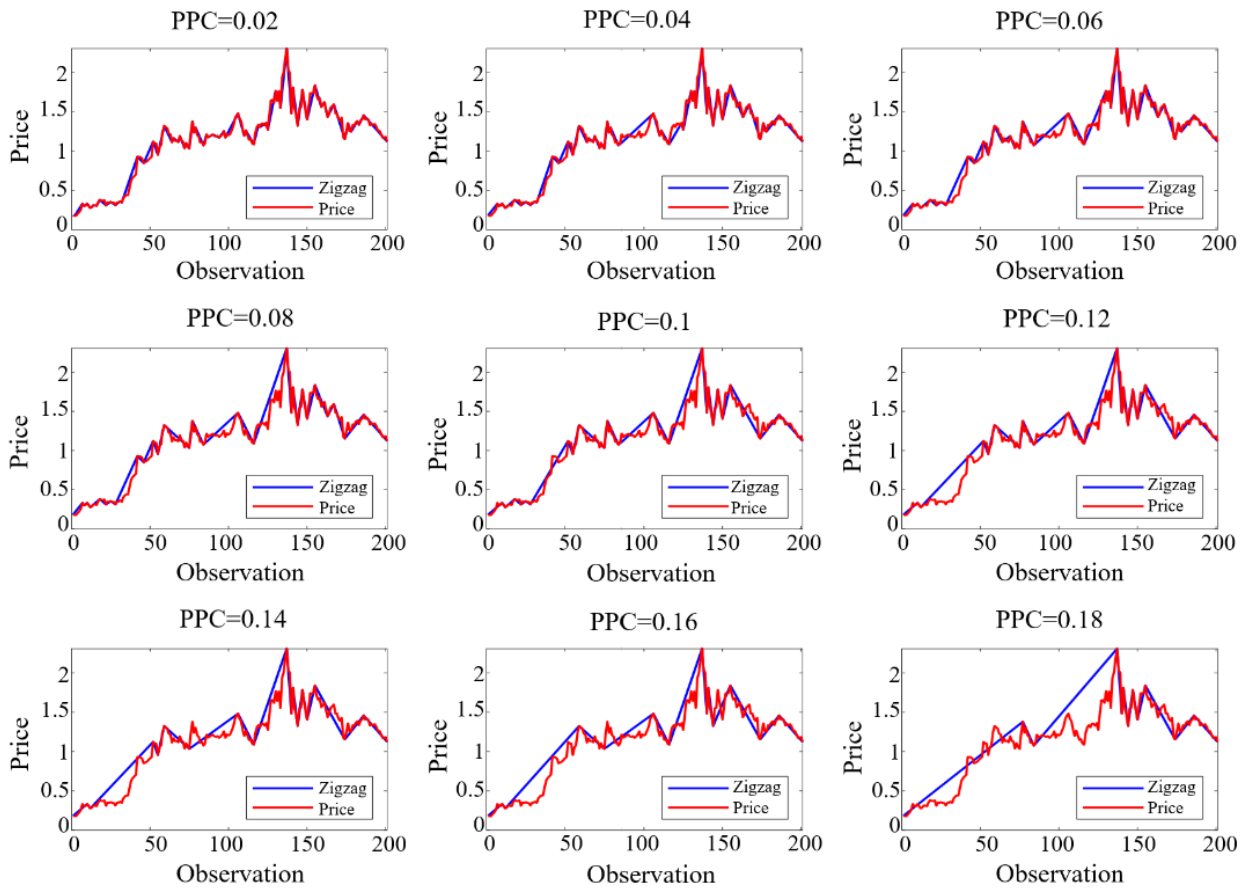 PPC=0.02
PPC=0.04
PPC=0.06
Price
2
1.5
1
0.5
0
Zigzag
Price
0
50
100
150
200
Observation
Price
2
1.5
1
0.5
0
Zigzag
Price
0
50
100
150
200
Observation
Price
2
1.5
1
0.5
0
Zigzag
Price
0
50
100
150
200
Observation
PPC=0.08
PPC=0.1
PPC=0.12
Price
2
1.5
1
0.5
0
Zigzag
Price
0
50
100
150
200
Observation
Price
2
1.5
1
0.5
0
Zigzag
Price
0
50
100
150
200
Observation
Price
2
1.5
1
0.5
0
Zigzag
Price
0
50
100
150
200
Observation
PPC=0.14
PPC=0.16
PPC=0.18
Price
2
1.5
1
0.5
0
Zigzag
Price
0
50
100
150
200
Observation
Price
2
1.5
1
0.5
0
Zigzag
Price
0
50
100
150
200
Observation
Price
2
1.5
1
0.5
0
Zigzag
Price
0
50
100
150
200
Observation